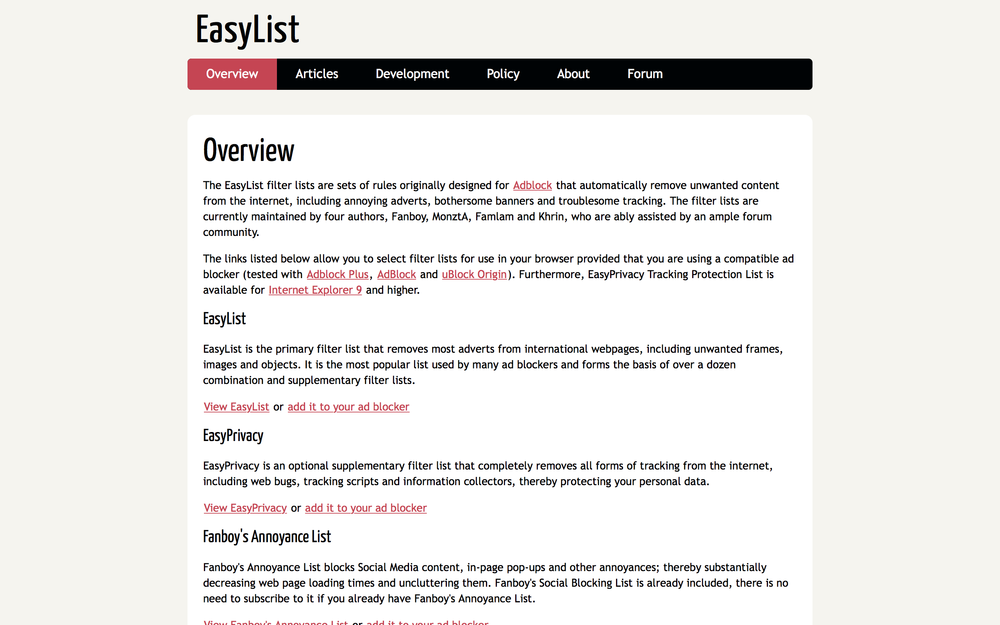 EasyList
Overview Articles Development Policy About Forum
Overview
The EasyList filter lists are sets of rules originally designed for Adblock that automatically remove unwanted content
from the internet, including annoying adverts, bothersome banners and troublesome tracking. The filter lists are
currently maintained by four authors, Fanboy, MonztA, Famlam and Khrin, who are ably assisted by an ample forum
community.
The links listed below allow you to select filter lists for use in your browser provided that you are using a compatible ad
blocker (tested with Adblock Plus, AdBlock and uBlock Origin). Furthermore, EasyPrivacy Tracking Protection List is
available for Internet Explorer 9 and higher.
EasyList
EasyList is the primary filter list that removes most adverts from international webpages, including unwanted frames,
images and objects. It is the most popular list used by many ad blockers and forms the basis of over a dozen
combination and supplementary filter lists.
View EasyList or add it to your ad blocker
EasyPrivacy
EasyPrivacy is an optional supplementary filter list that completely removes all forms of tracking from the internet,
including web bugs, tracking scripts and information collectors, thereby protecting your personal data.
View EasyPrivacy or add it to your ad blocker
Fanboy's Annoyance List
Fanboy's Annoyance List blocks Social Media content, in-page pop-ups and other annoyances; thereby substantially
decreasing web page loading times and uncluttering them. Fanboy's Social Blocking List is already included, there is no
need to subscribe to it if you already have Fanboy's Annoyance List.
View Fanboy's Annoyance List or add it to your ad blocker